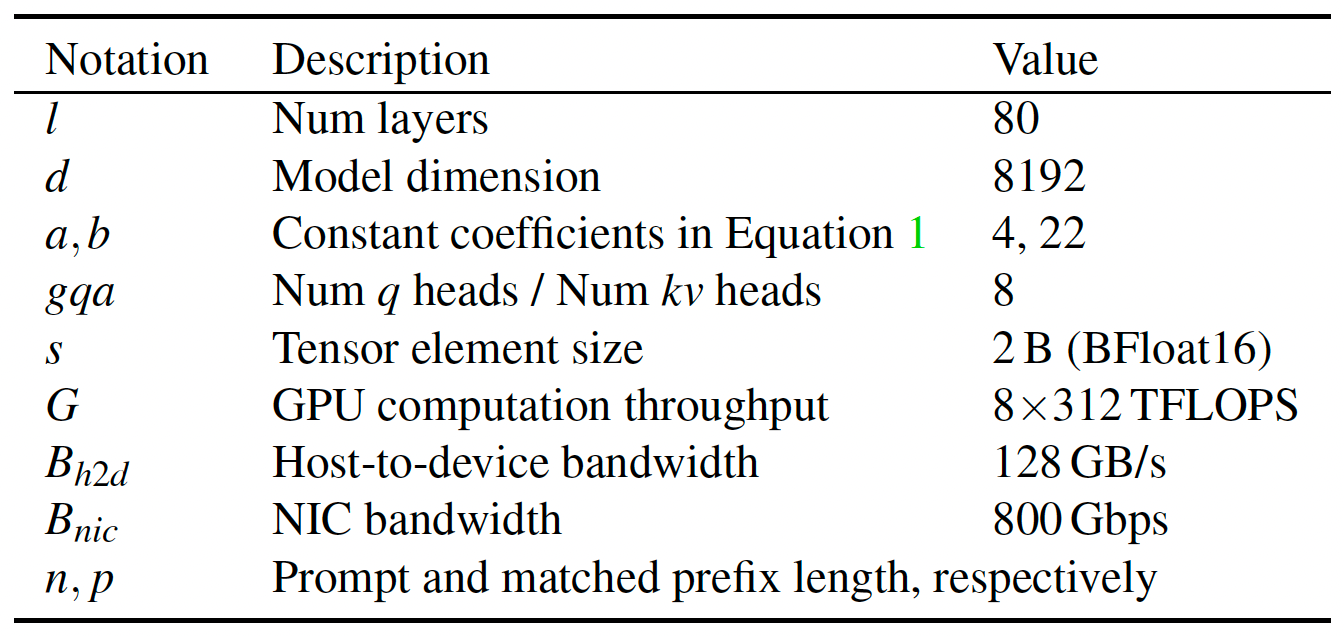 Notation Description Value
l Num layers 80
d Model dimension 8192
a, b Constant coefficients in Equation 1 4, 22
gqa Num q heads / Num kv heads 8
s Tensor element size 2 B (BFloat16)
G GPU computation throughput 8×312 TFLOPS
B_{h2d} Host-to-device bandwidth 128 GB/s
B_{nic} NIC bandwidth 800 Gbps
n, p Prompt and matched prefix length, respectively